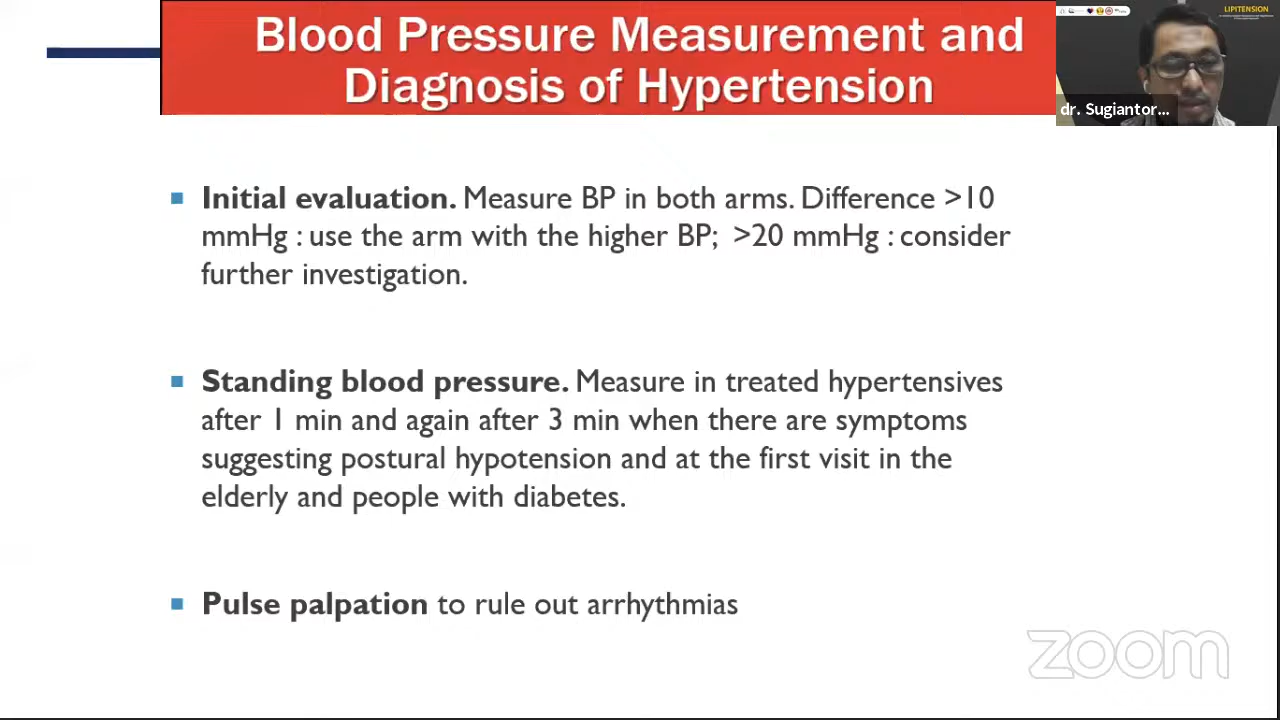 Blood Pressure Measurement and
Diagnosis of Hypertension
LIPITENSION
dr. Sugiantor...
Initial evaluation. Measure BP in both arms. Difference >10
mmHg : use the arm with the higher BP; >20 mmHg : consider
further investigation.
Standing blood pressure. Measure in treated hypertensives
after 1 min and again after 3 min when there are symptoms
suggesting postural hypotension and at the first visit in the
elderly and people with diabetes.
Pulse palpation to rule out arrhythmias
zoom